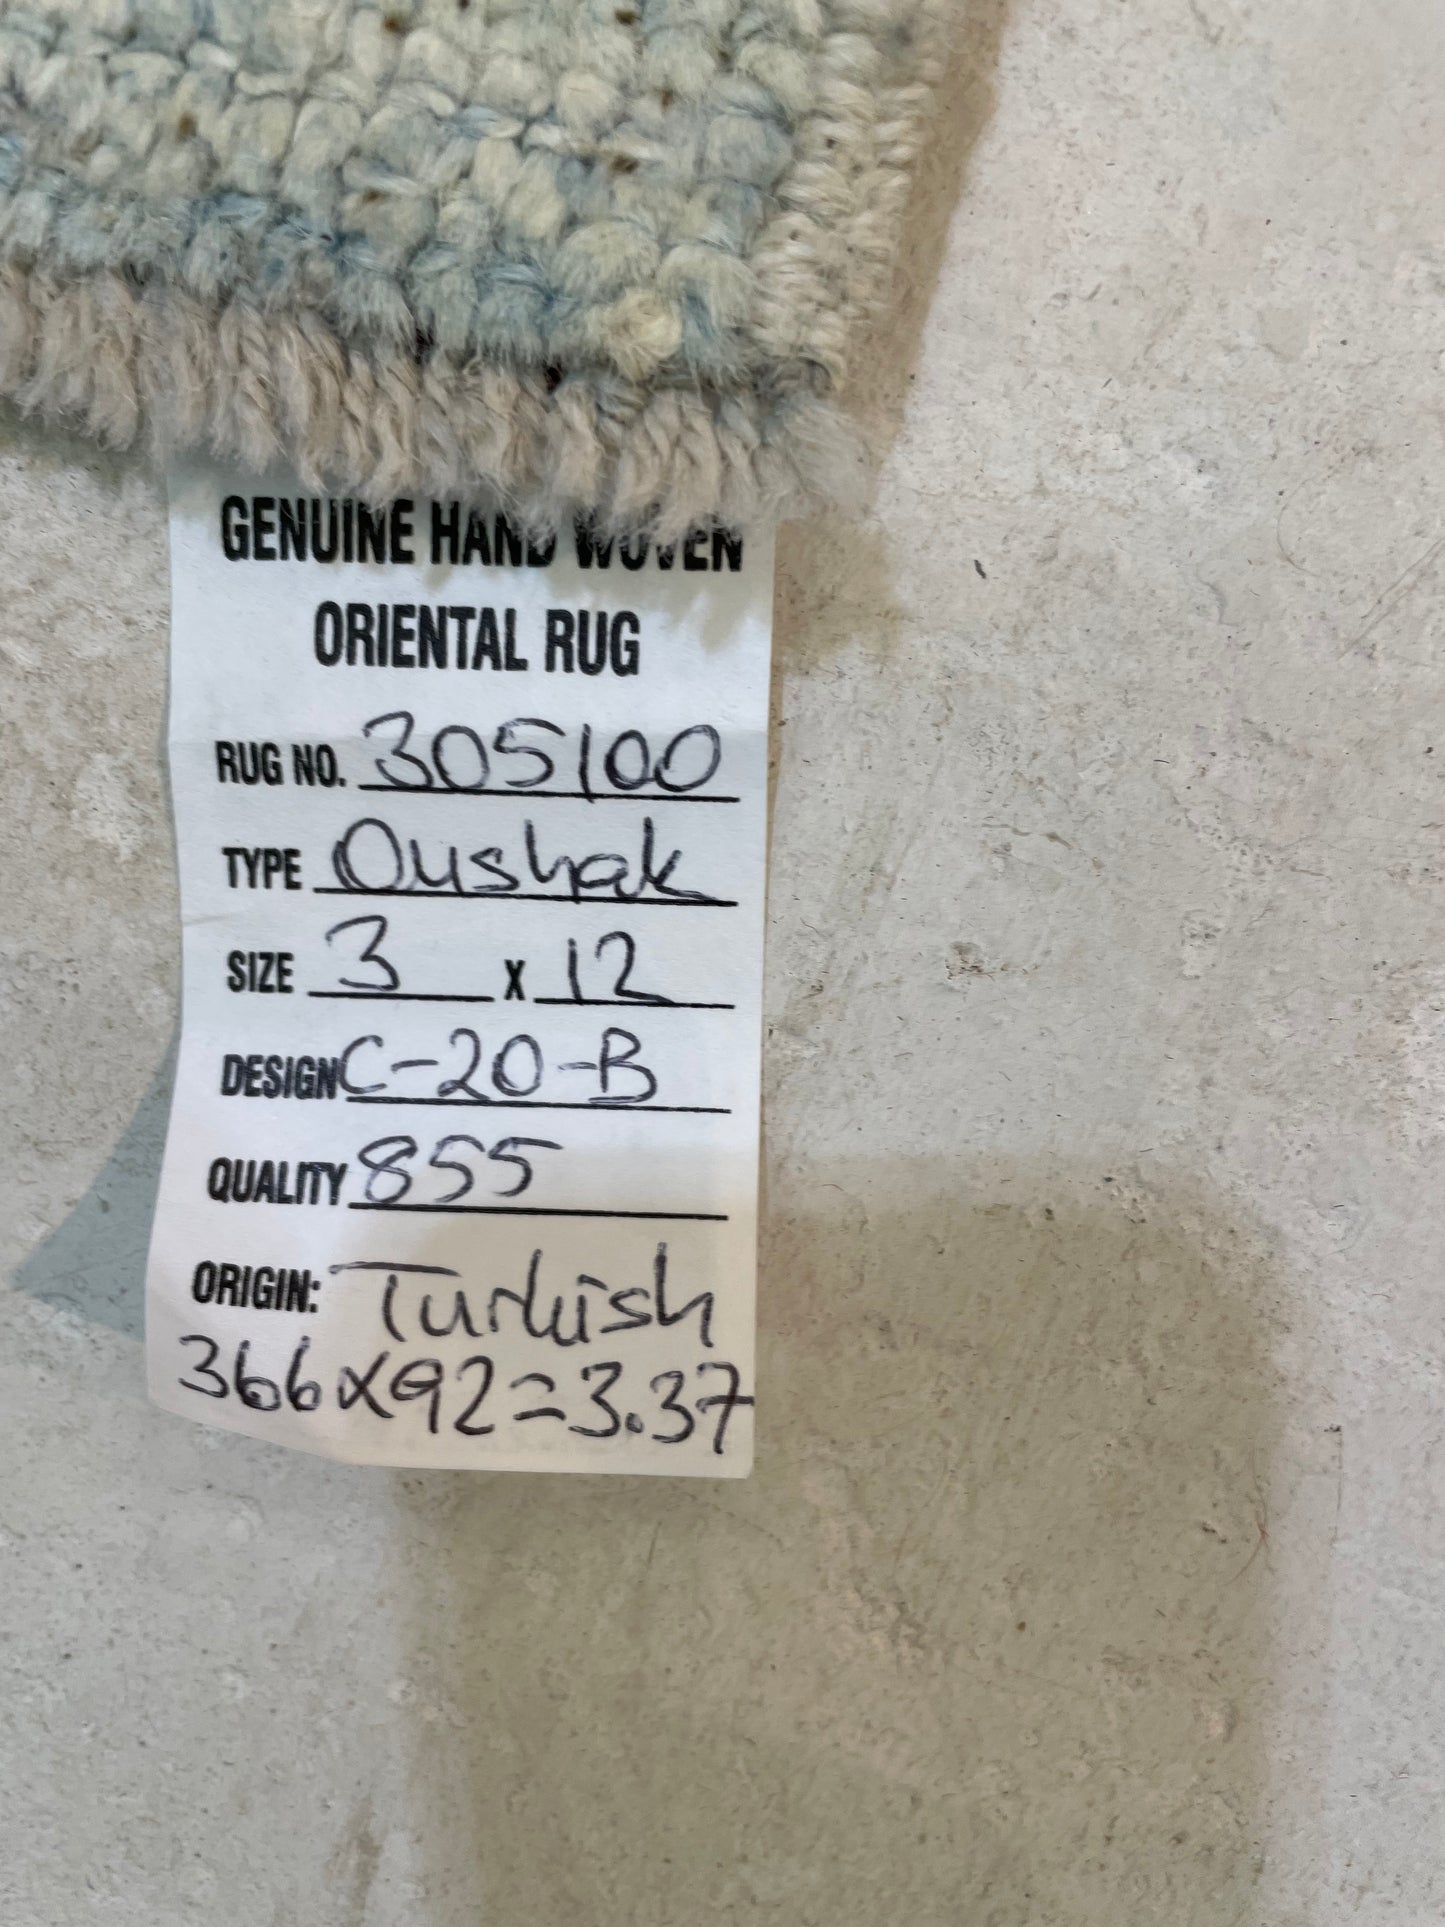 GENUINE HAND WOVEN
ORIENTAL RUG
RUG NO. 305100
TYPE Oushak
SIZE 3 X 12
DESIGN C-20-B
QUALITY 855
ORIGIN: Turkish
366x92=3.37